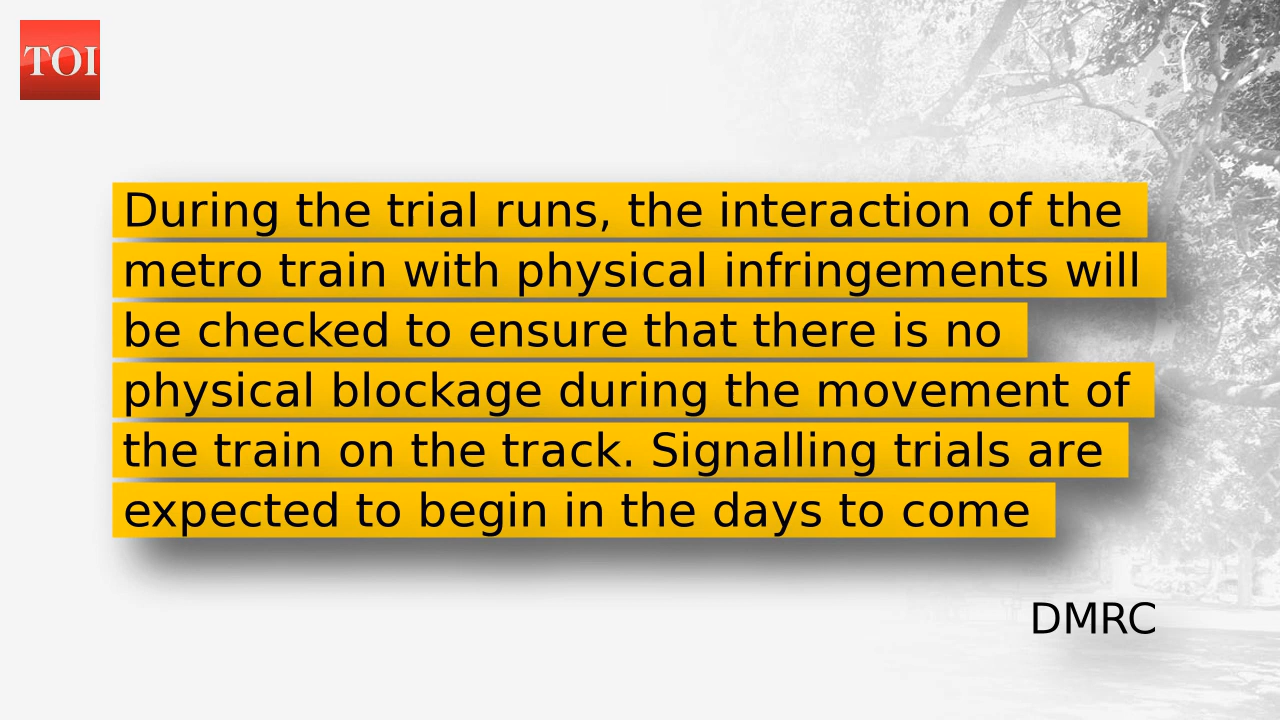 TOI
During the trial runs, the interaction of the
metro train with physical infringements will
be checked to ensure that there is no
physical blockage during the movement of
the train on the track. Signalling trials are
expected to begin in the days to come
DMRC